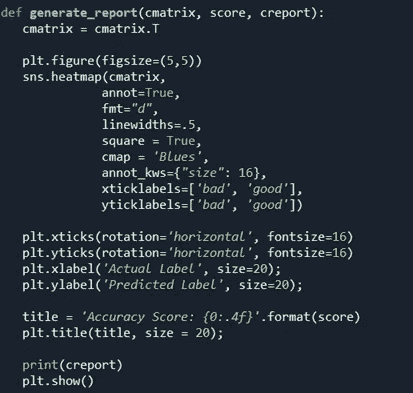 def generate_report(cmatrix, score, creport):
cmatrix = cmatrix.T
plt.figure(figsize=(5,5))
sns.heatmap(cmatrix,
annot=True,
fmt="d",
linewidths=.5,
square = True,
cmap = 'Blues',
annot_kws={"size": 16},
xticklabels=['bad', 'good'],
yticklabels=['bad', 'good'])
plt.xticks(rotation='horizontal', fontsize=16)
plt.yticks(rotation='horizontal', fontsize=16)
plt.xlabel('Actual Label', size=20);
plt.ylabel('Predicted Label', size=20);
title = 'Accuracy Score: {0:.4f}'.format(score)
plt.title(title, size = 20);
print(creport)
plt.show()